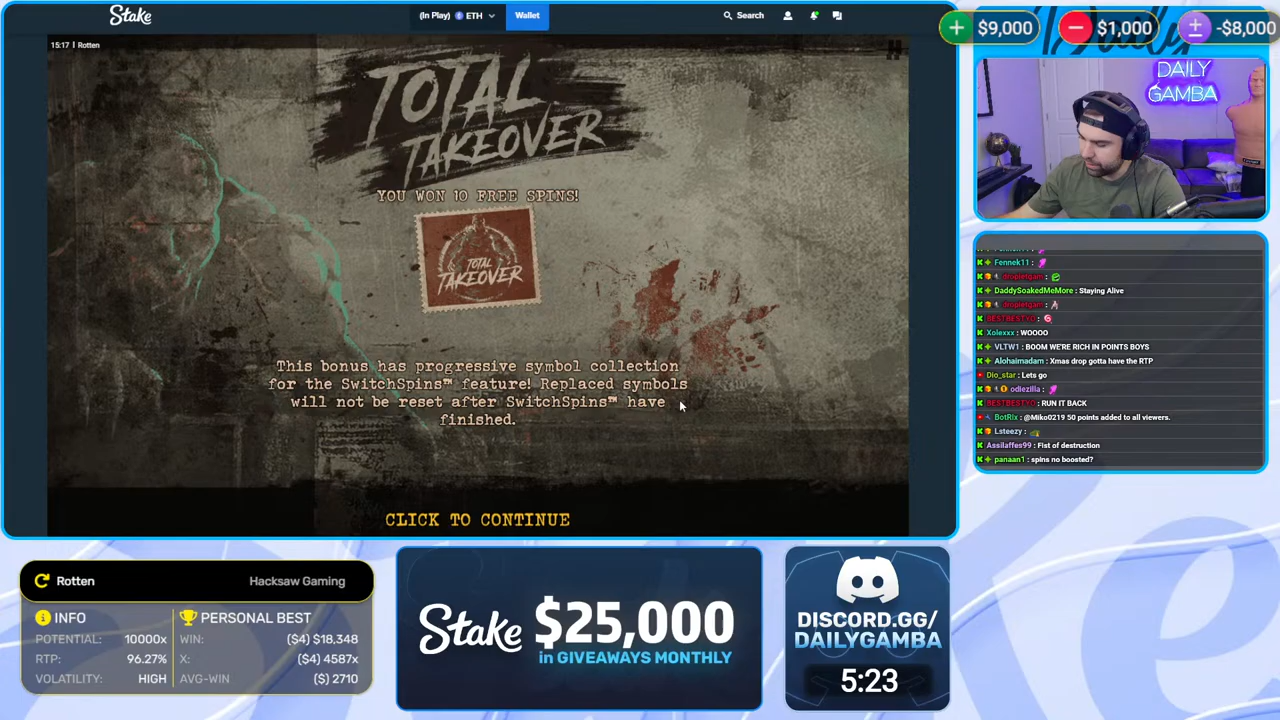 Stake
(In Play) ETH
Wallet
Search
$9,000
$1,000
-$8,000
15:17 | Rotten
TOTAL
TAKEOVER
YOU WON 10 FREE SPINS!
TOTAL
TAKEOVER
This bonus has progressive symbol collection
for the SwitchSpins™ feature! Replaced symbols
will not be reset after SwitchSpins™ have
finished.
CLICK TO CONTINUE
DAILY
GAMBA
Fennek11 :
dropletgam :
DaddySoakedMeMore : Staying Alive
dropletgam :
BESTBESTYO :
Xolexxx : WOOOO
VLTW1 : BOOM WE'RE RICH IN POINTS BOYS
Alohaimadam : Xmas drop gotta have the RTP
Dio_star : Lets go
odiezilla :
BESTBESTYO : RUN IT BACK
BotRix : @Miko0219 50 points added to all viewers.
Lsteezy :
Assilaffes99 : Fist of destruction
panaan1 : spins no boosted?
Rotten
Hacksaw Gaming
INFO
POTENTIAL: 10000x
RTP: 96.27%
VOLATILITY: HIGH
PERSONAL BEST
WIN: ($4) $18,348
X: ($4) 4587x
AVG-WIN ($) 2710
Stake $25,000
in GIVEAWAYS MONTHLY
DISCORD.GG/
DAILYGAMBA
5:23